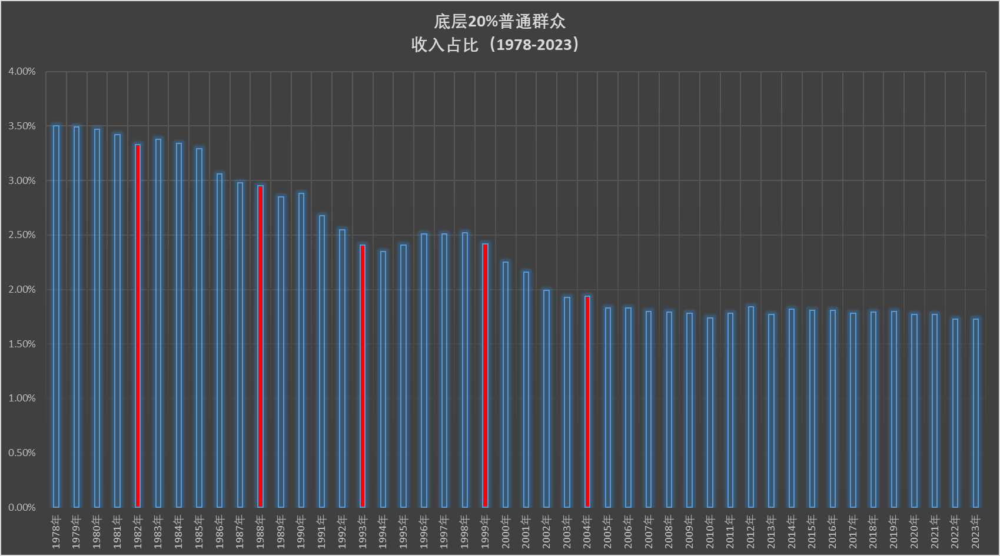 底层20%普通群众
收入占比（1978-2023）
4.00%
3.50%
3.00%
2.50%
2.00%
1.50%
1.00%
0.50%
0.00%
1978年
1979年
1980年
1981年
1982年
1983年
1984年
1985年
1986年
1987年
1988年
1989年
1990年
1991年
1992年
1993年
1994年
1995年
1996年
1997年
1998年
1999年
2000年
2001年
2002年
2003年
2004年
2005年
2006年
2007年
2008年
2009年
2010年
2011年
2012年
2013年
2014年
2015年
2016年
2017年
2018年
2019年
2020年
2021年
2022年
2023年